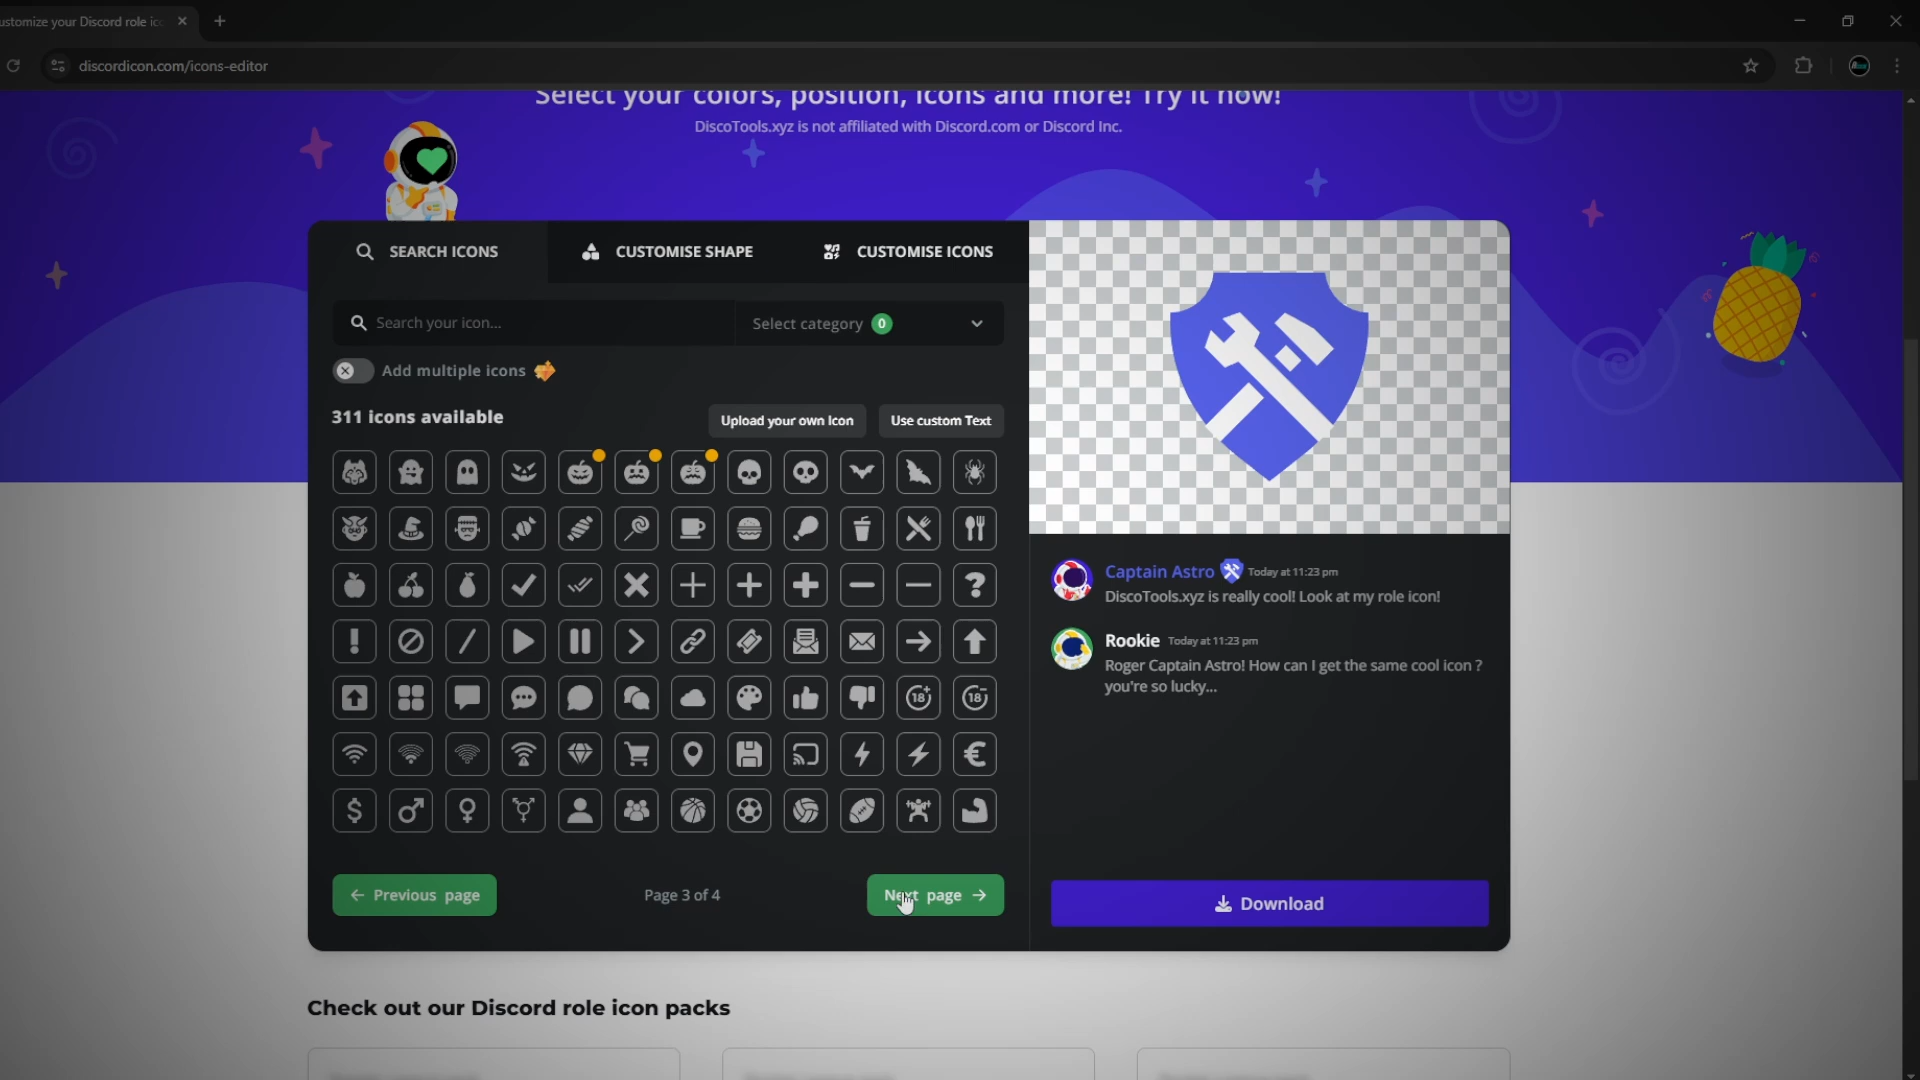 ustomize your Discord role ic
discordicon.com/icons-editor
Select your colors, position, icons and more! Try it now!
DiscoTools.xyz is not affiliated with Discord.com or Discord Inc.
SEARCH ICONS
CUSTOMISE SHAPE
CUSTOMISE ICONS
Search your icon...
Select category 0
Add multiple icons
311 icons available
Upload your own Icon
Use custom Text
18+
18-
Captain Astro Today at 11:23 pm
DiscoTools.xyz is really cool! Look at my role icon!
Rookie Today at 11:23 pm
Roger Captain Astro! How can I get the same cool icon ?
you're so lucky...
Previous page
Page 3 of 4
Next page
Download
Check out our Discord role icon packs